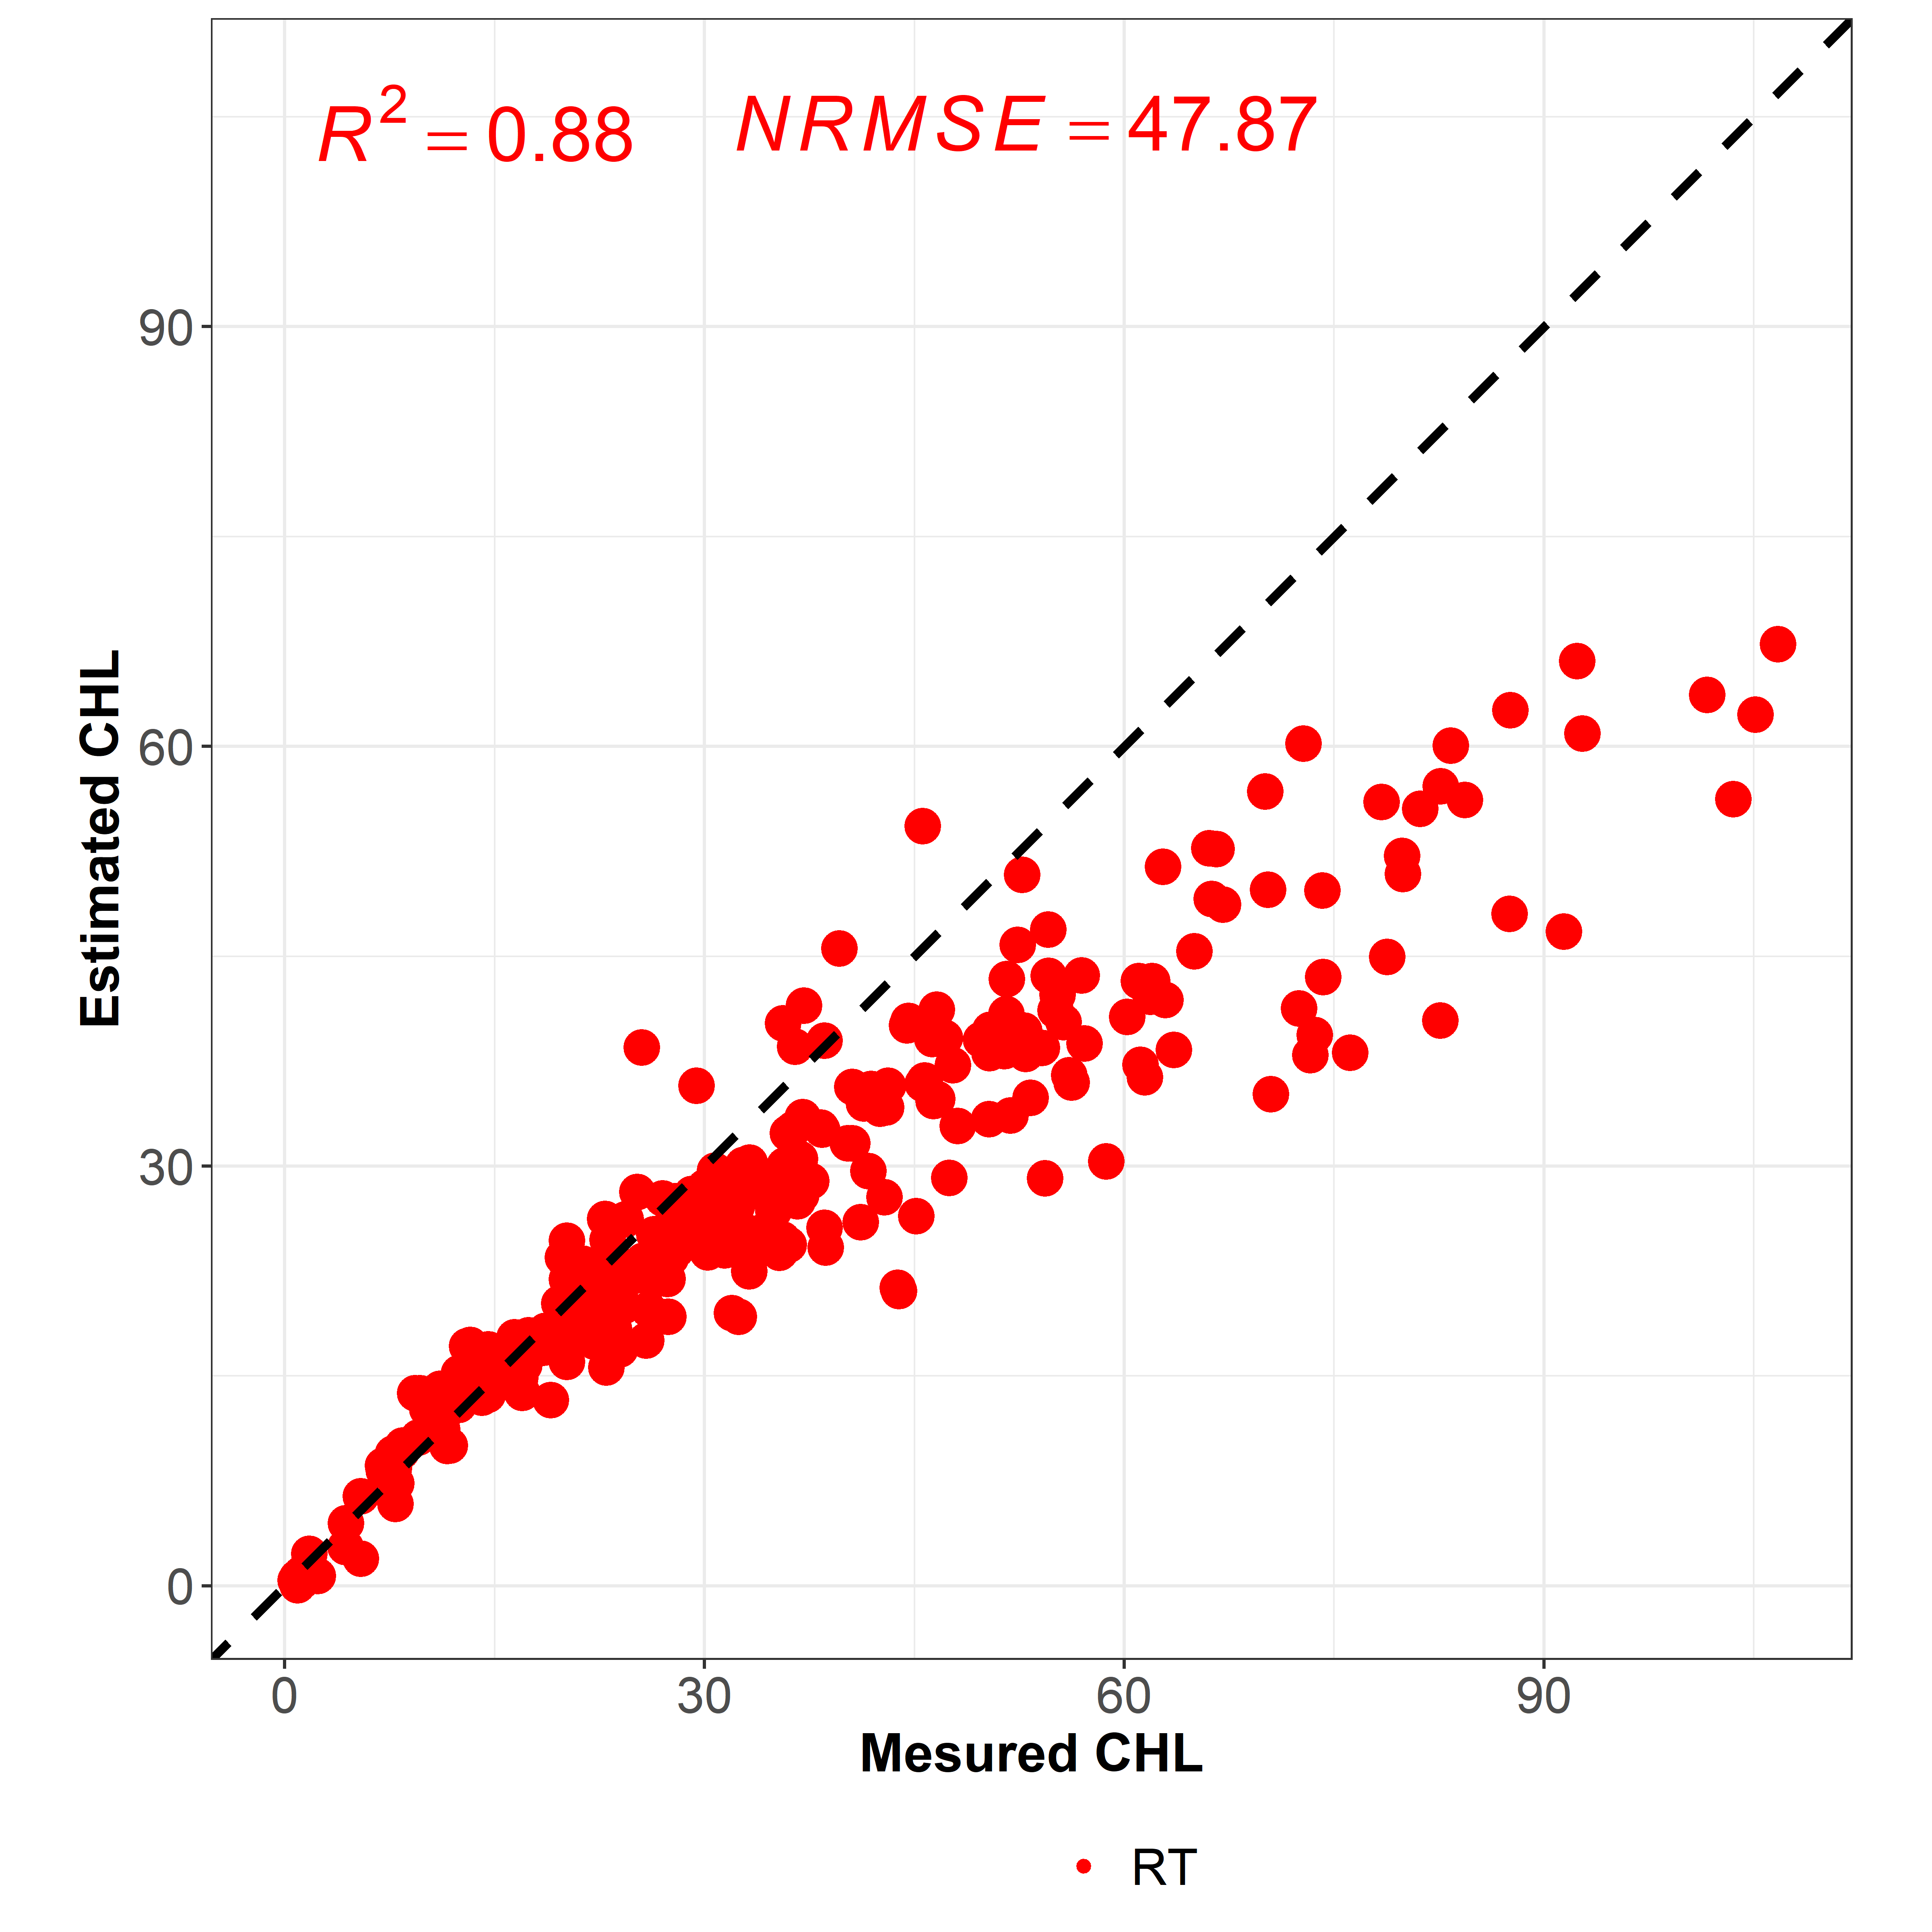 R² = 0.88 NRMSE = 47.87
90
60
30
0
Estimated CHL
0 30 60 90
Mesured CHL
RT